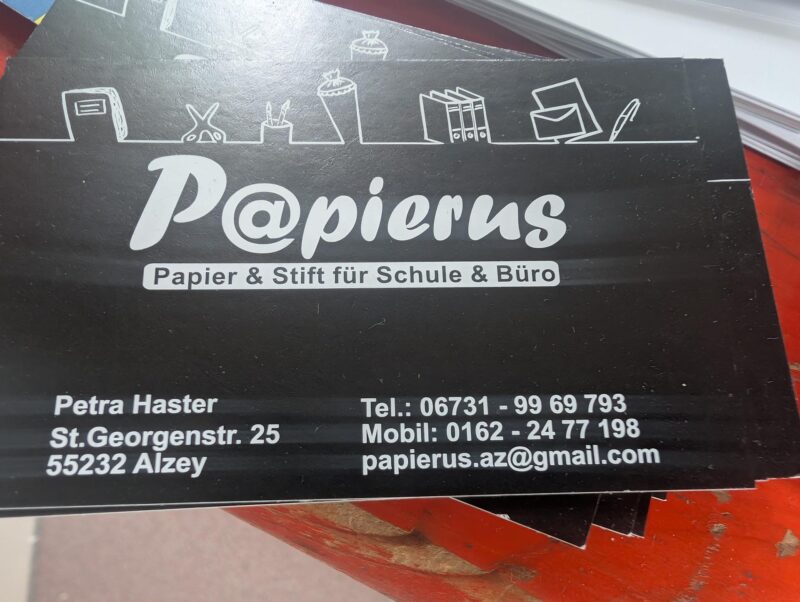 P@pierus
Papier & Stift für Schule & Büro
Petra Haster
St.Georgenstr. 25
55232 Alzey
Tel.: 06731 - 99 69 793
Mobil: 0162 - 24 77 198
papierus.az@gmail.com